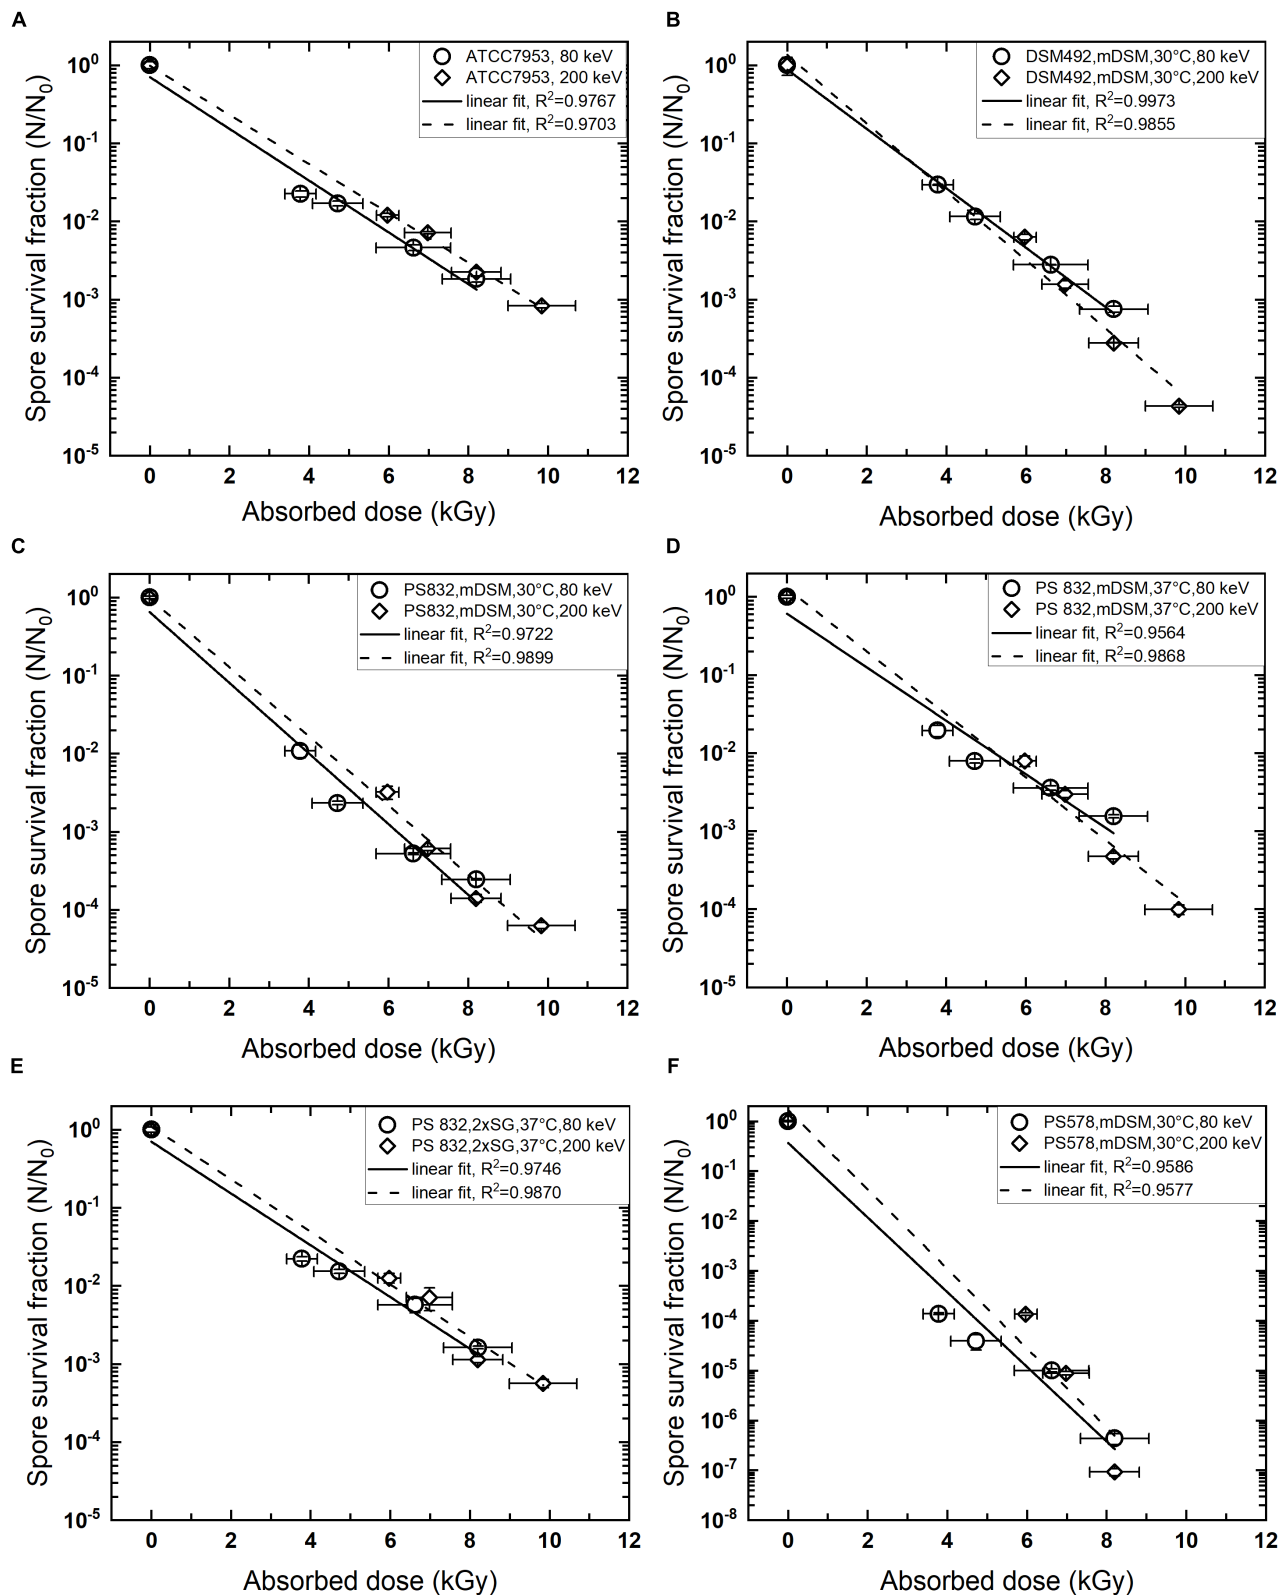 A
ATCC7953, 80 keV
ATCC7953, 200 keV
linear fit, R²=0.9767
linear fit, R²=0.9703
10⁰
10⁻¹
10⁻²
10⁻³
10⁻⁴
10⁻⁵
0 2 4 6 8 10 12
Spore survival fraction (N/N₀)
Absorbed dose (kGy)
B
DSM492,mDSM,30°C,80 keV
DSM492,mDSM,30°C,200 keV
linear fit, R²=0.9973
linear fit, R²=0.9855
10⁰
10⁻¹
10⁻²
10⁻³
10⁻⁴
10⁻⁵
0 2 4 6 8 10 12
Spore survival fraction (N/N₀)
Absorbed dose (kGy)
C
PS832,mDSM,30°C,80 keV
PS832,mDSM,30°C,200 keV
linear fit, R²=0.9722
linear fit, R²=0.9899
10⁰
10⁻¹
10⁻²
10⁻³
10⁻⁴
10⁻⁵
0 2 4 6 8 10 12
Spore survival fraction (N/N₀)
Absorbed dose (kGy)
D
PS 832,mDSM,37°C,80 keV
PS 832,mDSM,37°C,200 keV
linear fit, R²=0.9564
linear fit, R²=0.9868
10⁰
10⁻¹
10⁻²
10⁻³
10⁻⁴
10⁻⁵
0 2 4 6 8 10 12
Spore survival fraction (N/N₀)
Absorbed dose (kGy)
E
PS 832,2xSG,37°C,80 keV
PS 832,2xSG,37°C,200 keV
linear fit, R²=0.9746
linear fit, R²=0.9870
10⁰
10⁻¹
10⁻²
10⁻³
10⁻⁴
10⁻⁵
0 2 4 6 8 10 12
Spore survival fraction (N/N₀)
Absorbed dose (kGy)
F
PS578,mDSM,30°C,80 keV
PS578,mDSM,30°C,200 keV
linear fit, R²=0.9586
linear fit, R²=0.9577
10⁰
10⁻¹
10⁻²
10⁻³
10⁻⁴
10⁻⁵
10⁻⁶
10⁻⁷
10⁻⁸
0 2 4 6 8 10 12
Spore survival fraction (N/N₀)
Absorbed dose (kGy)